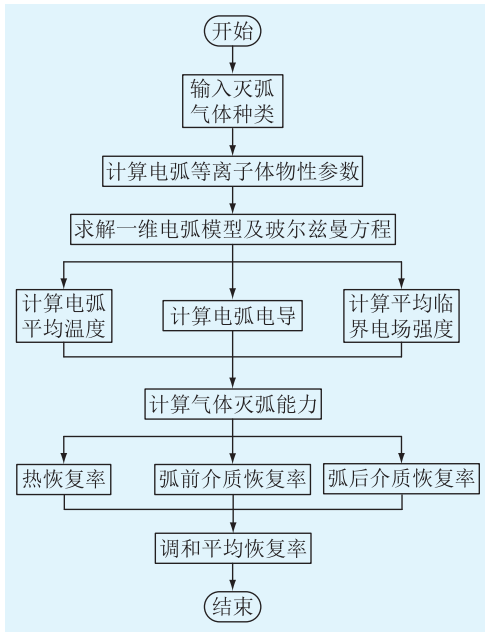 开始
输入灭弧
气体种类
计算电弧等离子体物性参数
求解一维电弧模型及玻尔兹曼方程
计算电弧
平均温度
计算电弧电导
计算平均临
界电场强度
计算气体灭弧能力
热恢复率
弧前介质恢复率
弧后介质恢复率
调和平均恢复率
结束